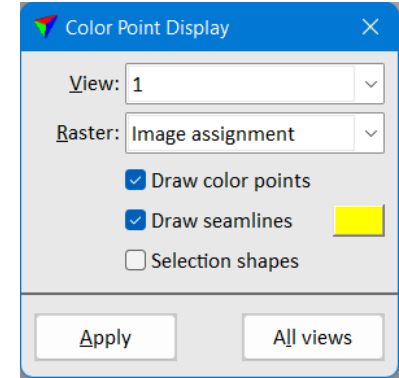 Color Point Display
View: 1
Raster: Image assignment
Draw color points
Draw seamlines
Selection shapes
Apply All views